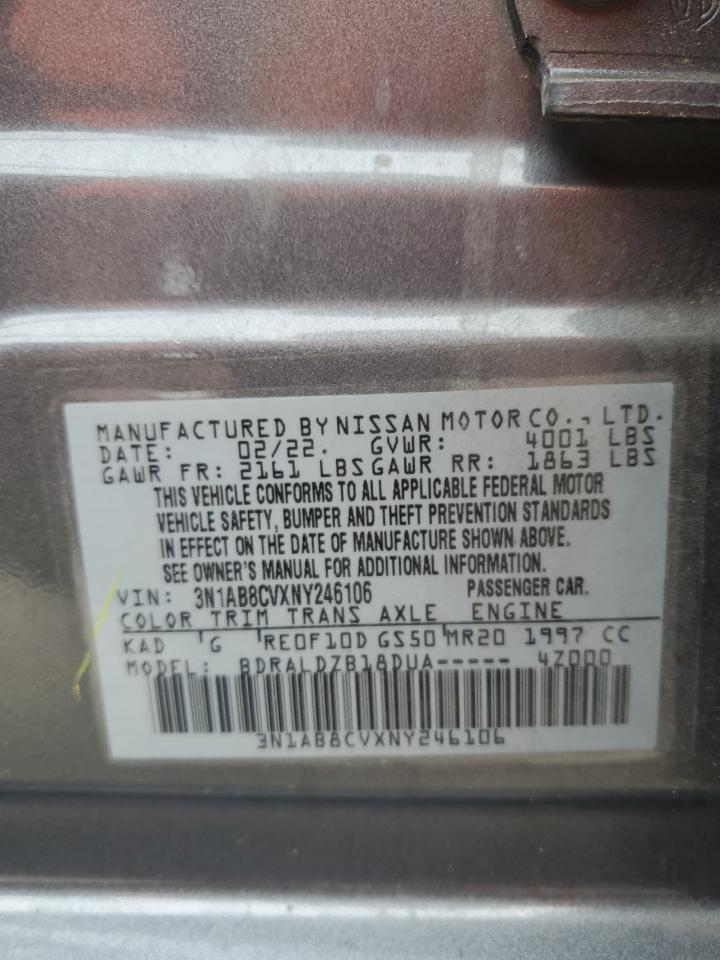 MANUFACTURED BY NISSAN MOTOR CO., LTD.
DATE: 02/22. GVWR: 4001 LBS
GAWR FR: 2161 LBS GAWR RR: 1863 LBS
THIS VEHICLE CONFORMS TO ALL APPLICABLE FEDERAL MOTOR
VEHICLE SAFETY, BUMPER AND THEFT PREVENTION STANDARDS
IN EFFECT ON THE DATE OF MANUFACTURE SHOWN ABOVE.
SEE OWNER'S MANUAL FOR ADDITIONAL INFORMATION.
VIN: 3N1AB8CVXNY246106 PASSENGER CAR.
COLOR TRIM TRANS AXLE ENGINE
KAD G RE0F10D GS50 MR20 1997 CC
MODEL: BDRALDZB18DUA----- 4Z000
3N1AB8CVXNY246106